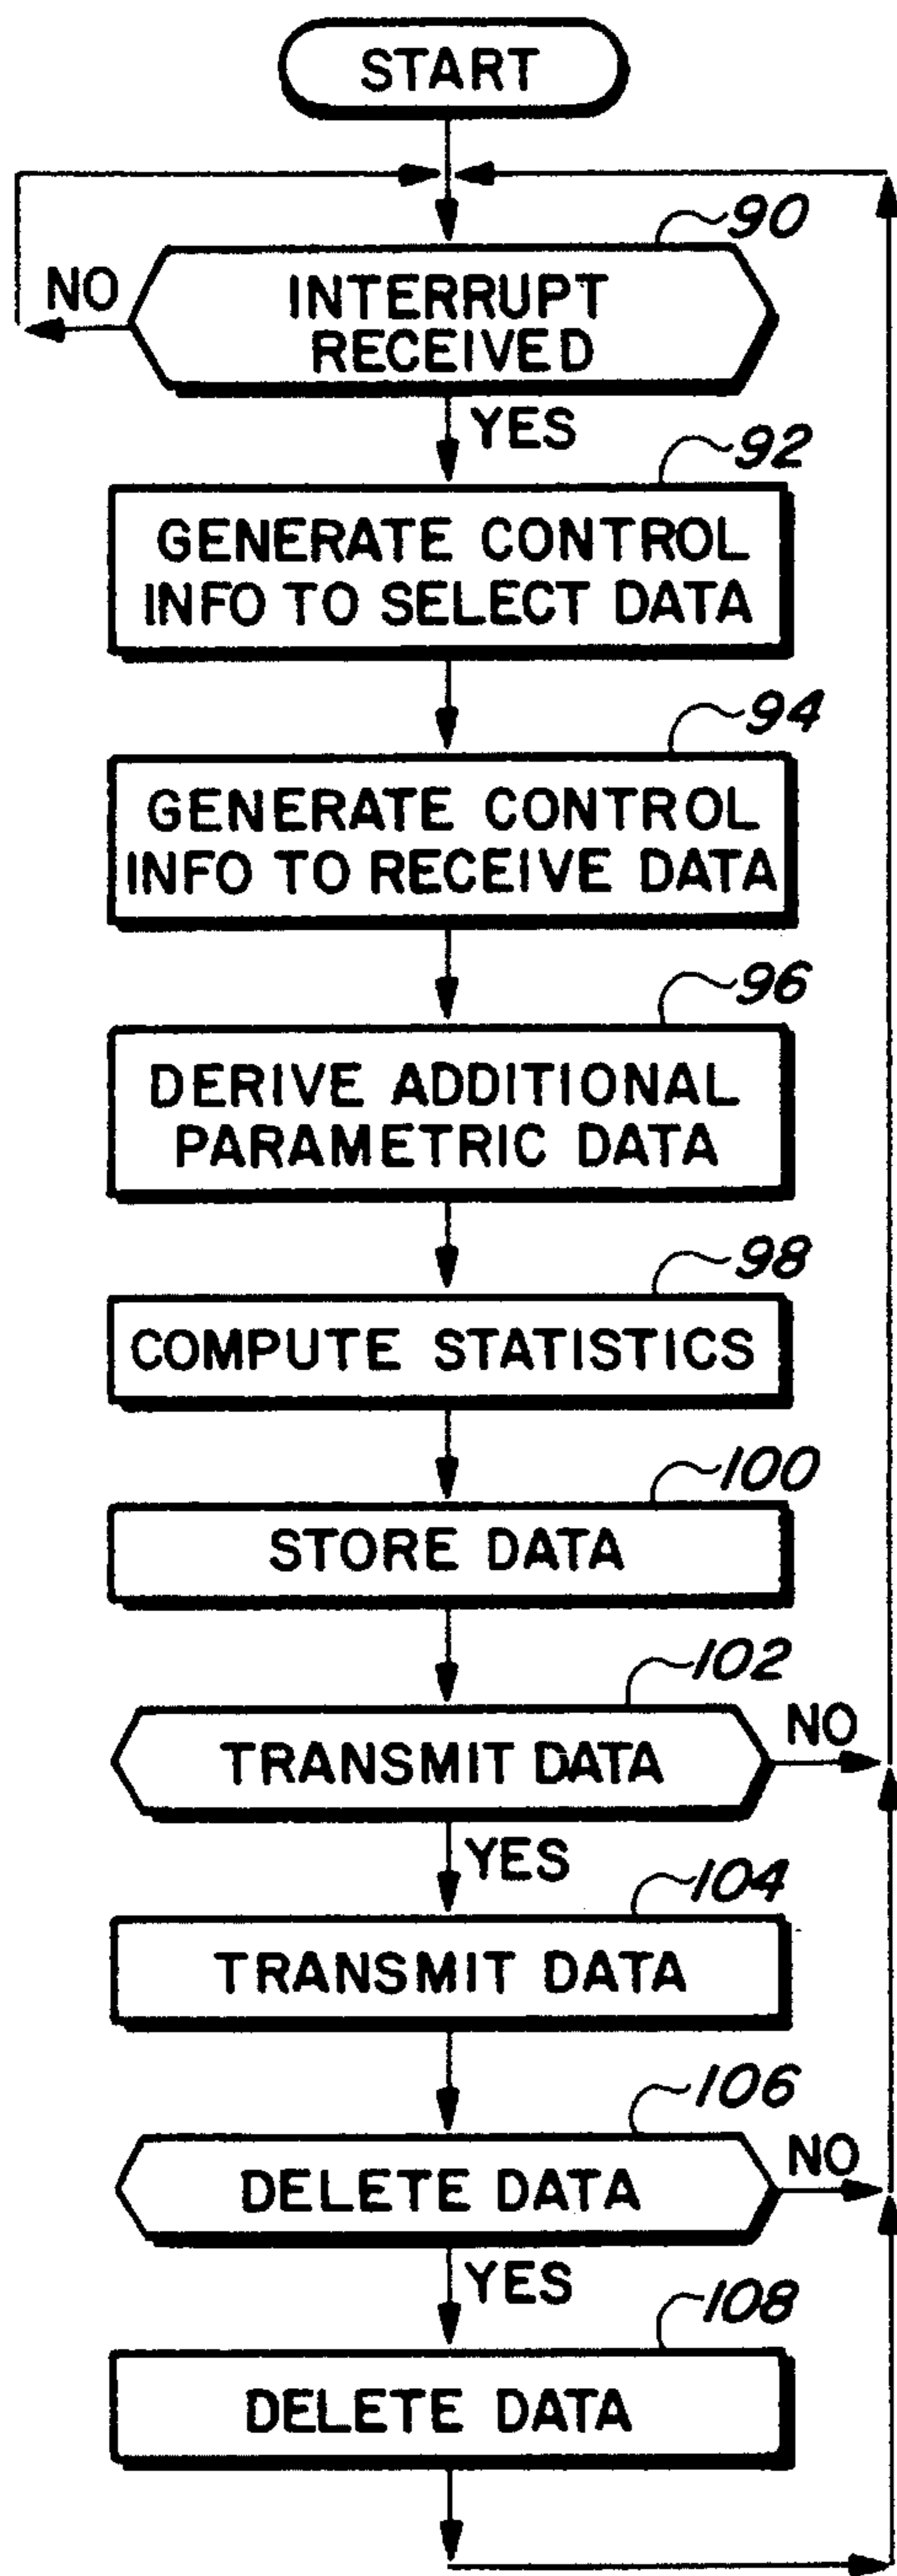 START
90
NO
INTERRUPT
RECEIVED
YES
92
GENERATE CONTROL
INFO TO SELECT DATA
94
GENERATE CONTROL
INFO TO RECEIVE DATA
96
DERIVE ADDITIONAL
PARAMETRIC DATA
98
COMPUTE STATISTICS
100
STORE DATA
102
TRANSMIT DATA
NO
YES
104
TRANSMIT DATA
106
DELETE DATA
NO
YES
108
DELETE DATA